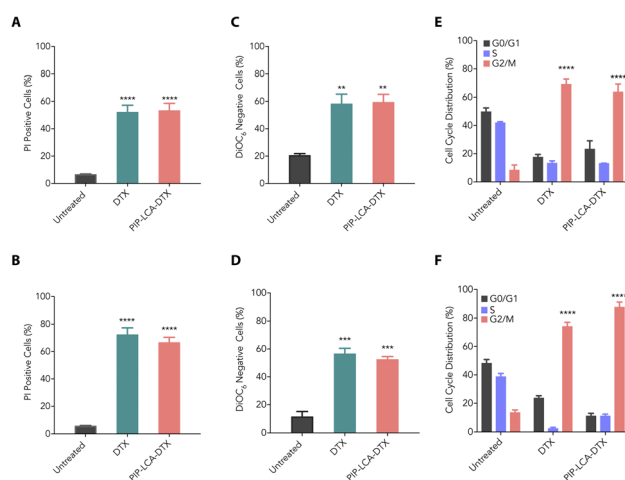 A
PI Positive Cells (%)
100
80
60
40
20
0
****
****
Untreated
DTX
PIP-LCA-DTX
C
DiOC6 Negative Cells (%)
100
80
60
40
20
0
**
**
Untreated
DTX
PIP-LCA-DTX
E
Cell Cycle Distribution (%)
100
80
60
40
20
0
G0/G1
S
G2/M
****
****
Untreated
DTX
PIP-LCA-DTX
B
PI Positive Cells (%)
100
80
60
40
20
0
****
****
Untreated
DTX
PIP-LCA-DTX
D
DiOC6 Negative Cells (%)
100
80
60
40
20
0
***
***
Untreated
DTX
PIP-LCA-DTX
F
Cell Cycle Distribution (%)
100
80
60
40
20
0
G0/G1
S
G2/M
****
****
Untreated
DTX
PIP-LCA-DTX